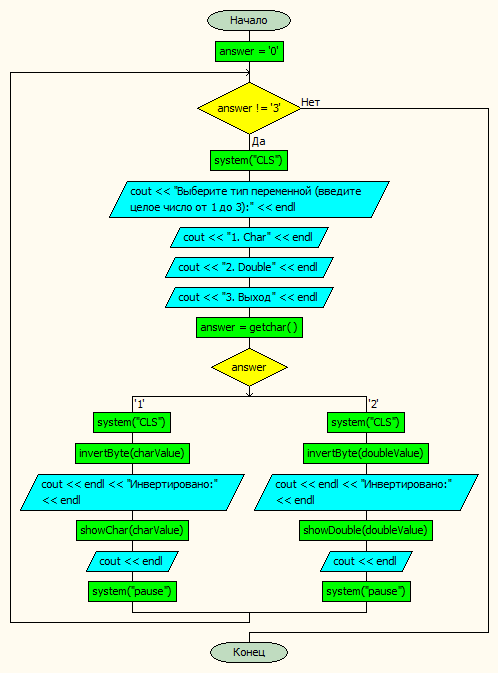 Начало
answer = '0'
answer != '3'
Нет
Да
system("CLS")
cout << "Выберите тип переменной (введите
целое число от 1 до 3):" << endl
cout << "1. Char" << endl
cout << "2. Double" << endl
cout << "3. Выход" << endl
answer = getchar( )
answer
'1'
'2'
system("CLS")
system("CLS")
invertByte(charValue)
invertByte(doubleValue)
cout << endl << "Инвертировано:"
<< endl
cout << endl << "Инвертировано:"
<< endl
showChar(charValue)
showDouble(doubleValue)
cout << endl
cout << endl
system("pause")
system("pause")
Конец